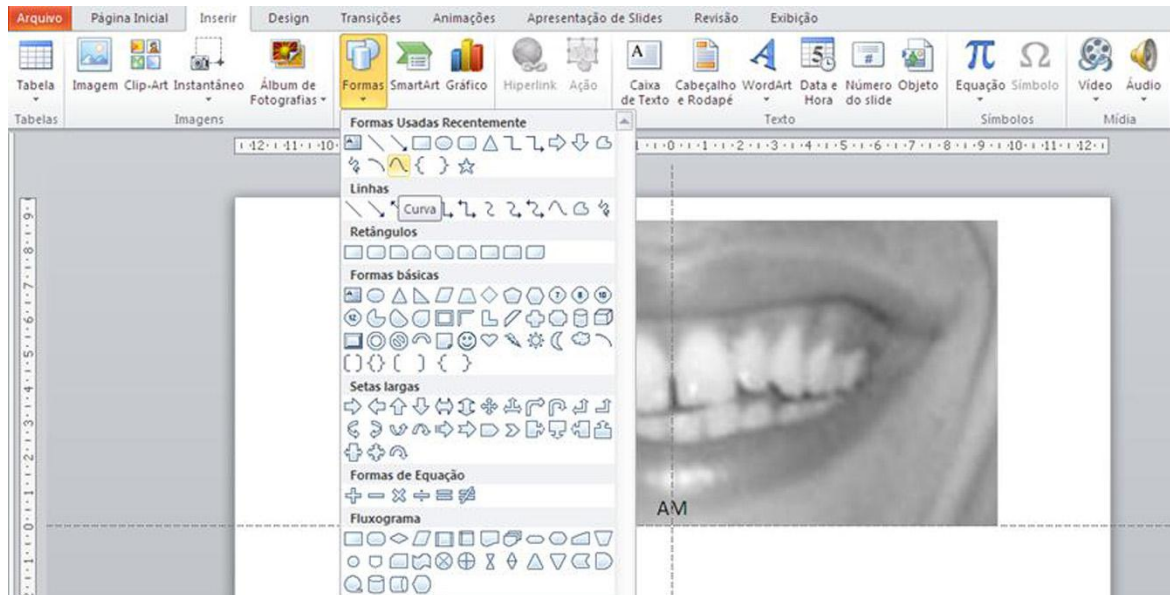 Arquivo Página Inicial Inserir Design Transições Animações Apresentação de Slides Revisão Exibição
Tabela Imagem Clip-Art Instantâneo Álbum de Fotografias Formas SmartArt Gráfico Hiperlink Ação Caixa de Texto Cabeçalho e Rodapé WordArt Data e Hora Número do slide Objeto Equação Símbolo Vídeo Áudio
Tabelas Imagens Texto Símbolos Mídia
Formas Usadas Recentemente
Linhas
Curva
Retângulos
Formas básicas
Setas largas
Formas de Equação
Fluxograma
AM